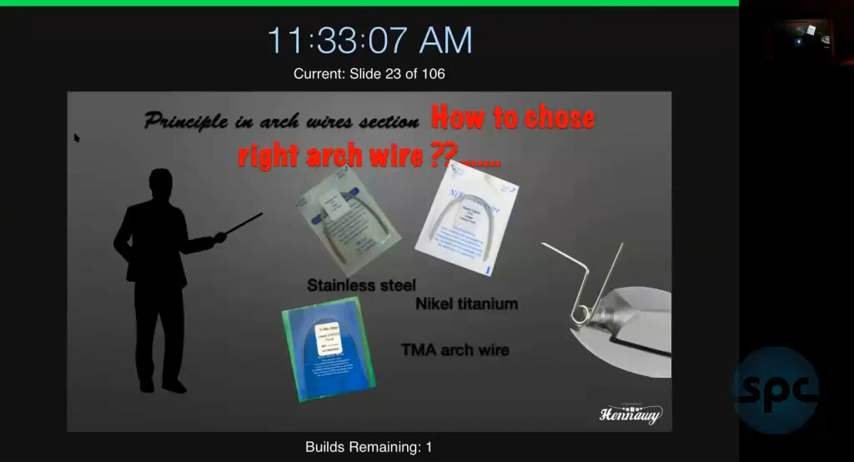 11:33:07 AM
Current: Slide 23 of 106
Principle in arch wires section How to chose
right arch wire ??......
Stainless steel
Nikel titanium
TMA arch wire
Hennawy
Builds Remaining: 1
spc